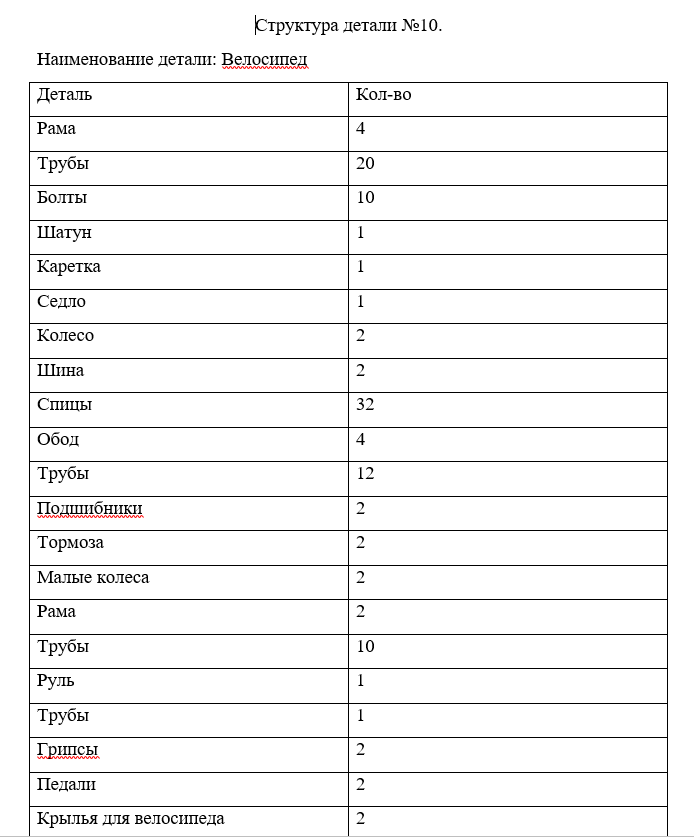 Структура детали №10.
Наименование детали: Велосипед
Деталь Кол-во
Рама 4
Трубы 20
Болты 10
Шатун 1
Каретка 1
Седло 1
Колесо 2
Шина 2
Спицы 32
Обод 4
Трубы 12
Подшибники 2
Тормоза 2
Малые колеса 2
Рама 2
Трубы 10
Руль 1
Трубы 1
Грипсы 2
Педали 2
Крылья для велосипеда 2